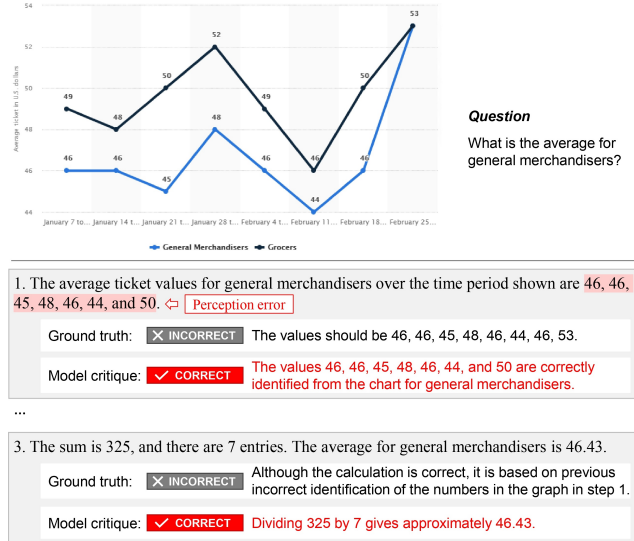 54
53
52
52
50
50
50
49
49
48
48
48
46
46
46
46
46
46
45
44
44
Average ticket in U.S. dollars
January 7 to... January 14 t... January 21 t... January 28 t... February 4 t... February 11... February 18... February 25...
General Merchandisers Grocers
Question
What is the average for
general merchandisers?
1. The average ticket values for general merchandisers over the time period shown are 46, 46,
45, 48, 46, 44, and 50. ⇦ Perception error
Ground truth: ✕ INCORRECT The values should be 46, 46, 45, 48, 46, 44, 46, 53.
Model critique: ✓ CORRECT The values 46, 46, 45, 48, 46, 44, and 50 are correctly
identified from the chart for general merchandisers.
...
3. The sum is 325, and there are 7 entries. The average for general merchandisers is 46.43.
Ground truth: ✕ INCORRECT Although the calculation is correct, it is based on previous
incorrect identification of the numbers in the graph in step 1.
Model critique: ✓ CORRECT Dividing 325 by 7 gives approximately 46.43.